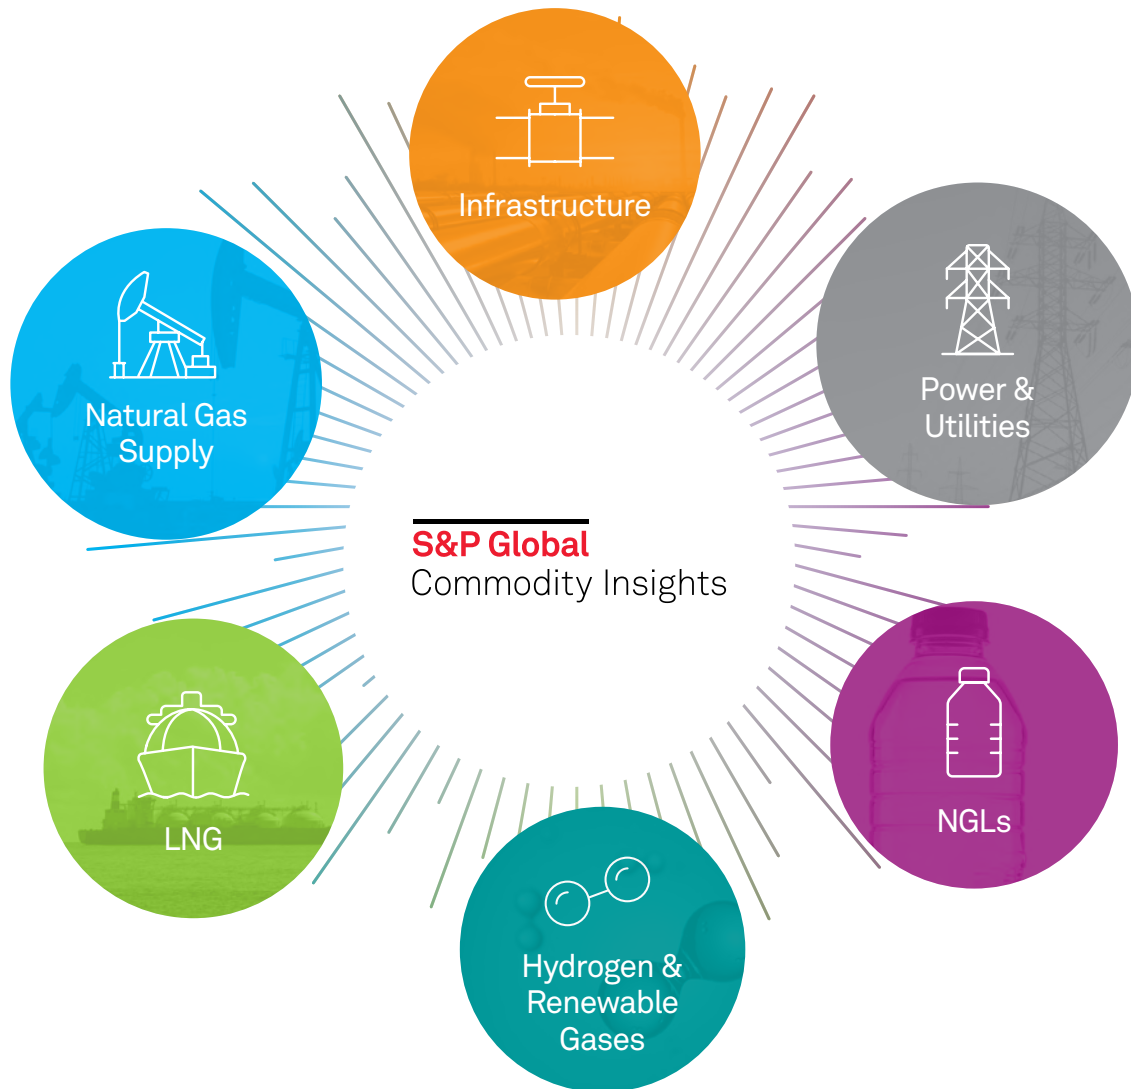 Infrastructure
Power &
Utilities
Natural Gas
Supply
S&P Global
Commodity Insights
NGLs
LNG
Hydrogen &
Renewable
Gases